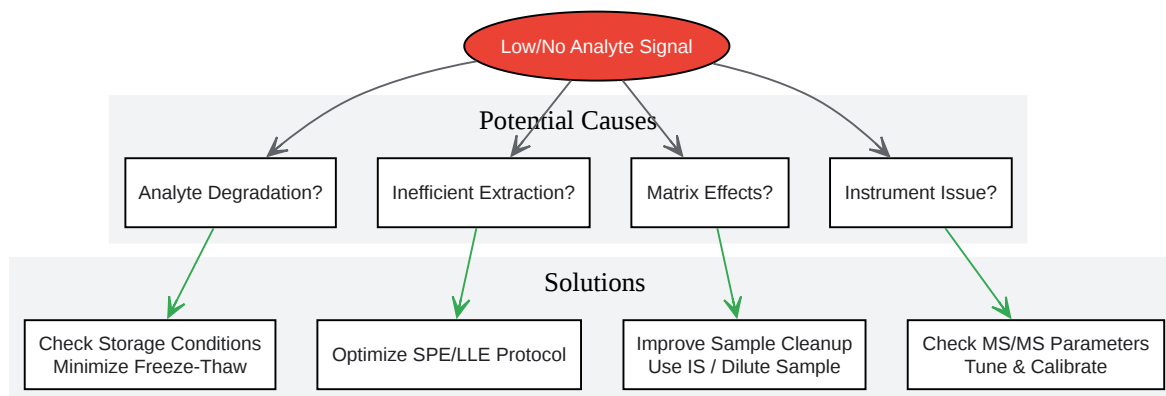 Low/No Analyte Signal
Potential Causes
Analyte Degradation?
Inefficient Extraction?
Matrix Effects?
Instrument Issue?
Solutions
Check Storage Conditions
Minimize Freeze-Thaw
Optimize SPE/LLE Protocol
Improve Sample Cleanup
Use IS / Dilute Sample
Check MS/MS Parameters
Tune & Calibrate